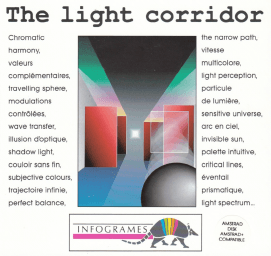 The light corridor
Chromatic
harmony,
valeurs
complémentaires,
travelling sphere,
modulations
contrôlées,
wave transfer,
illusion d'optique,
shadow light,
couloir sans fin,
subjective colours,
trajectoire infinie,
perfect balance,
the narrow path,
vitesse
multicolore,
light perception,
particule
de lumière,
sensitive universe,
arc en ciel,
invisible sun,
palette intuitive,
critical lines,
éventail
prismatique,
light spectrum...
INFOGRAMES
AMSTRAD
DISK
AMSTRAD+
COMPATIBLE